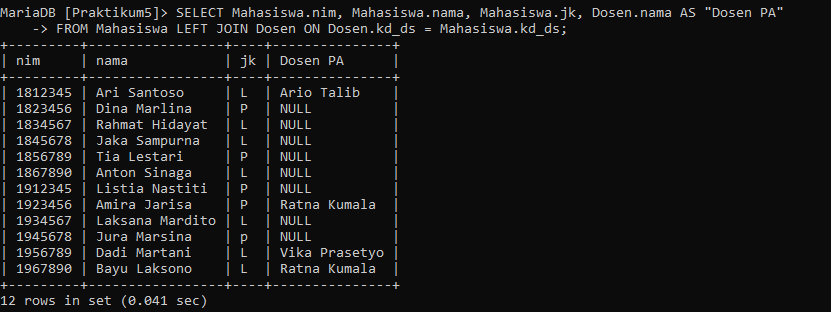 MariaDB [Praktikum5]> SELECT Mahasiswa.nim, Mahasiswa.nama, Mahasiswa.jk, Dosen.nama AS "Dosen PA"
    -> FROM Mahasiswa LEFT JOIN Dosen ON Dosen.kd_ds = Mahasiswa.kd_ds;
+---------+-----------------+----+---------------+
| nim     | nama            | jk | Dosen PA      |
+---------+-----------------+----+---------------+
| 1812345 | Ari Santoso     | L  | Ario Talib    |
| 1823456 | Dina Marlina    | P  | NULL          |
| 1834567 | Rahmat Hidayat  | L  | NULL          |
| 1845678 | Jaka Sampurna   | L  | NULL          |
| 1856789 | Tia Lestari     | P  | NULL          |
| 1867890 | Anton Sinaga    | L  | NULL          |
| 1912345 | Listia Nastiti  | P  | NULL          |
| 1923456 | Amira Jarisa    | P  | Ratna Kumala  |
| 1934567 | Laksana Mardito | L  | NULL          |
| 1945678 | Jura Marsina    | p  | NULL          |
| 1956789 | Dadi Martani    | L  | Vika Prasetyo |
| 1967890 | Bayu Laksono    | L  | Ratna Kumala  |
+---------+-----------------+----+---------------+
12 rows in set (0.041 sec)